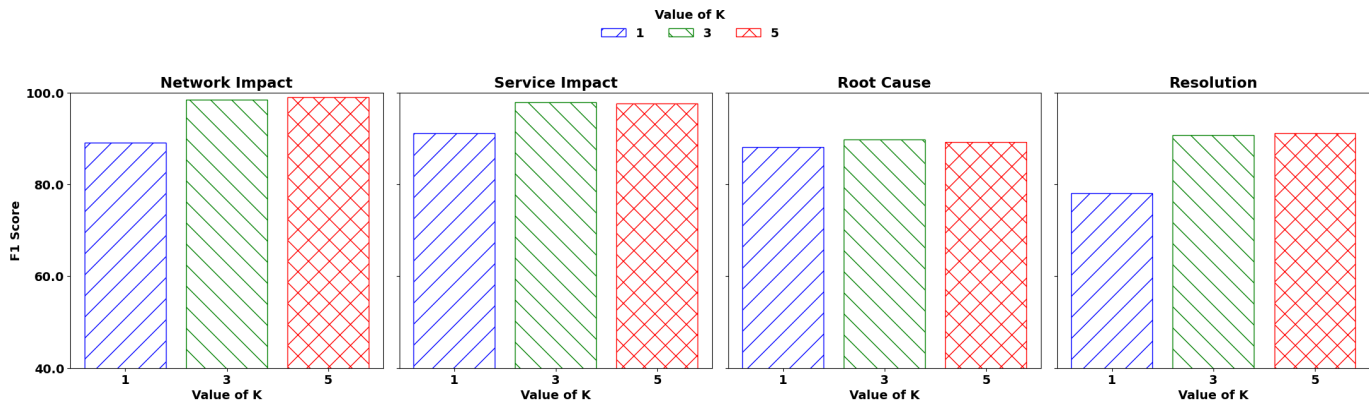 Value of K
1 3 5
Network Impact
Service Impact
Root Cause
Resolution
100.0
80.0
60.0
40.0
F1 Score
1 3 5
Value of K
1 3 5
Value of K
1 3 5
Value of K
1 3 5
Value of K